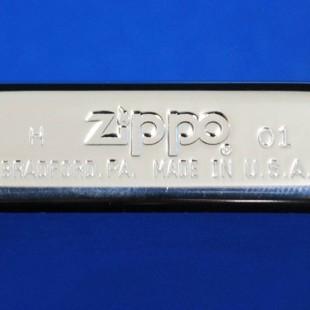 H Zippo® 01
BRADFORD, PA. MADE IN U.S.A.